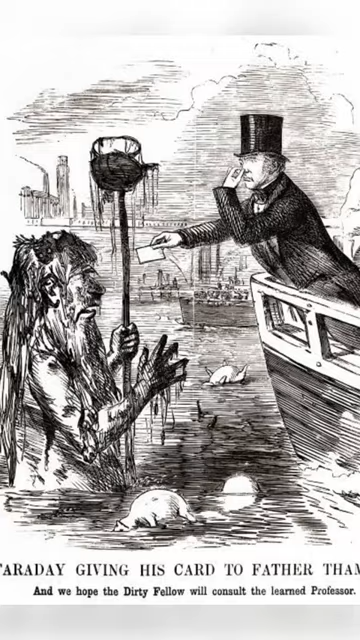 FARADAY GIVING HIS CARD TO FATHER THAM
And we hope the Dirty Fellow will consult the learned Professor.